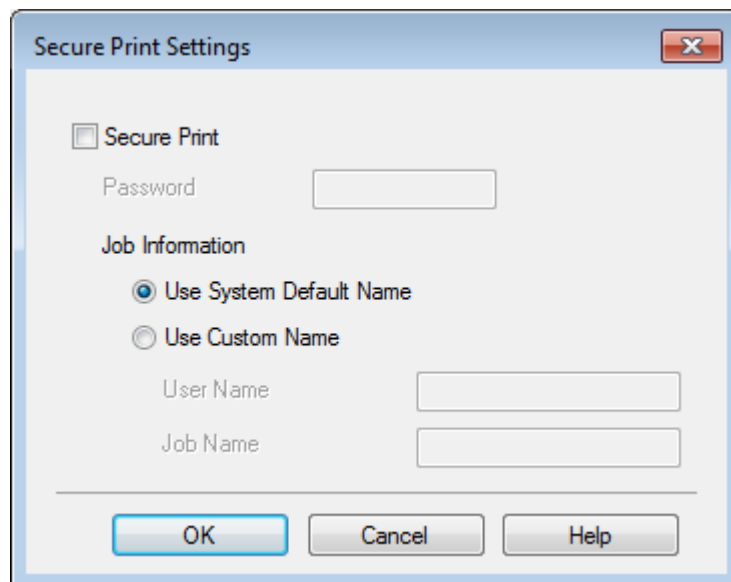 Secure Print Settings
Secure Print
Password
Job Information
Use System Default Name
Use Custom Name
User Name
Job Name
OK Cancel Help